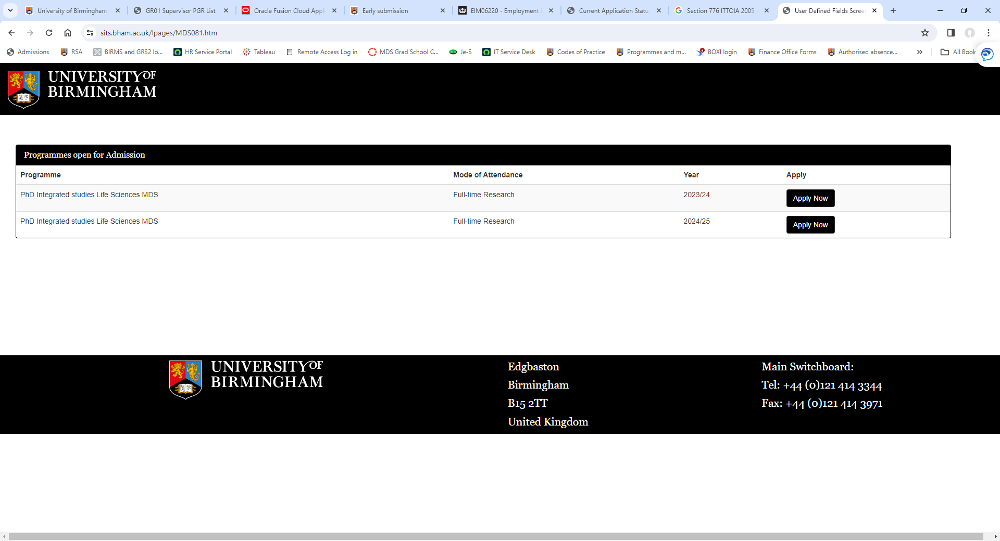 University of Birmingham
GR01 Supervisor PGR List
Oracle Fusion Cloud Appli
Early submission
EIM06220 - Employment i
Current Application Statu
Section 776 ITTOIA 2005 -
User Defined Fields Scree
sits.bham.ac.uk/lpages/MDS081.htm
Admissions
RSA
BIRMS and GRS2 lo...
HR Service Portal
Tableau
Remote Access Log in
MDS Grad School C...
Je-S
IT Service Desk
Codes of Practice
Programmes and m...
BOXI login
Finance Office Forms
Authorised absence...
All Book
UNIVERSITY OF
BIRMINGHAM
Programmes open for Admission
Programme Mode of Attendance Year Apply
PhD Integrated studies Life Sciences MDS Full-time Research 2023/24 Apply Now
PhD Integrated studies Life Sciences MDS Full-time Research 2024/25 Apply Now
UNIVERSITY OF
BIRMINGHAM
Edgbaston
Birmingham
B15 2TT
United Kingdom
Main Switchboard:
Tel: +44 (0)121 414 3344
Fax: +44 (0)121 414 3971